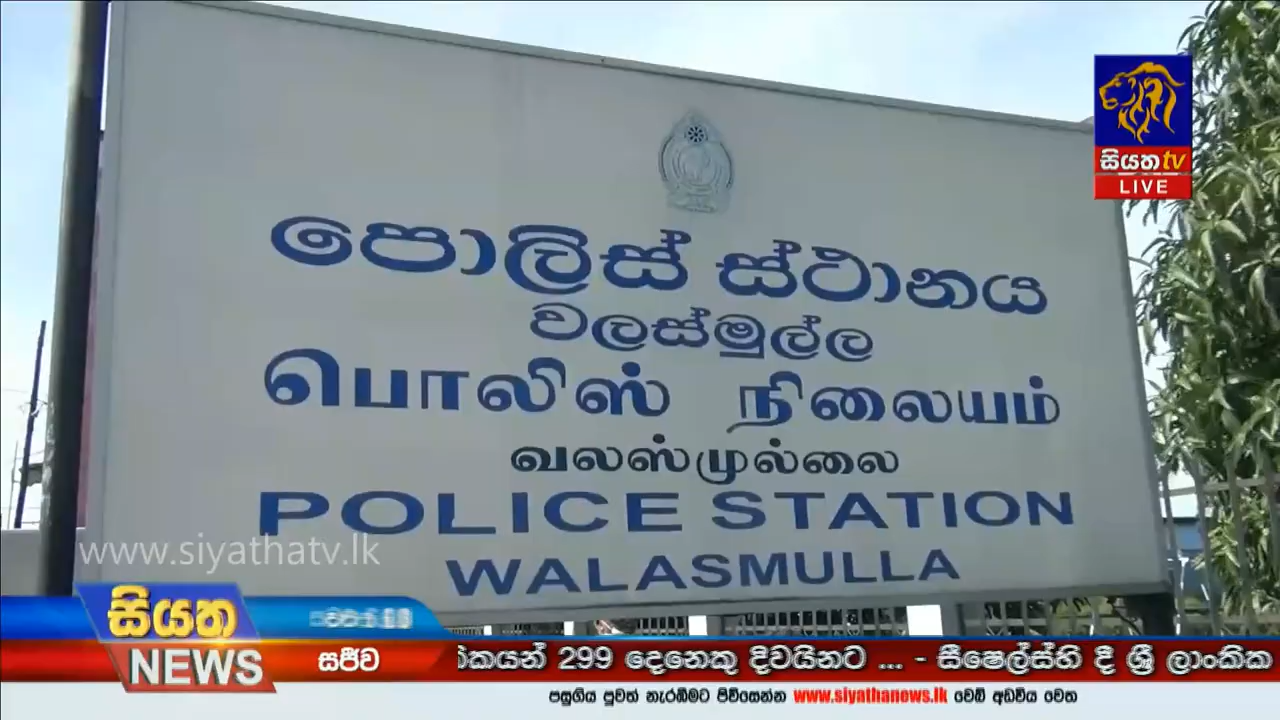 සියත tv
LIVE
පොලිස් ස්ථානය
වලස්මුල්ල
பொலிஸ் நிலையம்
வலஸ்முல்லை
POLICE STATION
WALASMULLA
www.siyathatv.lk
සියත
NEWS
සජීව
299 දෙනෙකු දිවයිනට ... - සීෂෙල්ස්හි දී ශ්‍රී ලාංකික
පසුගිය පුවත් නැරඹීමට පිවිසෙන්න www.siyathanews.lk වෙබ් අඩවිය වෙත